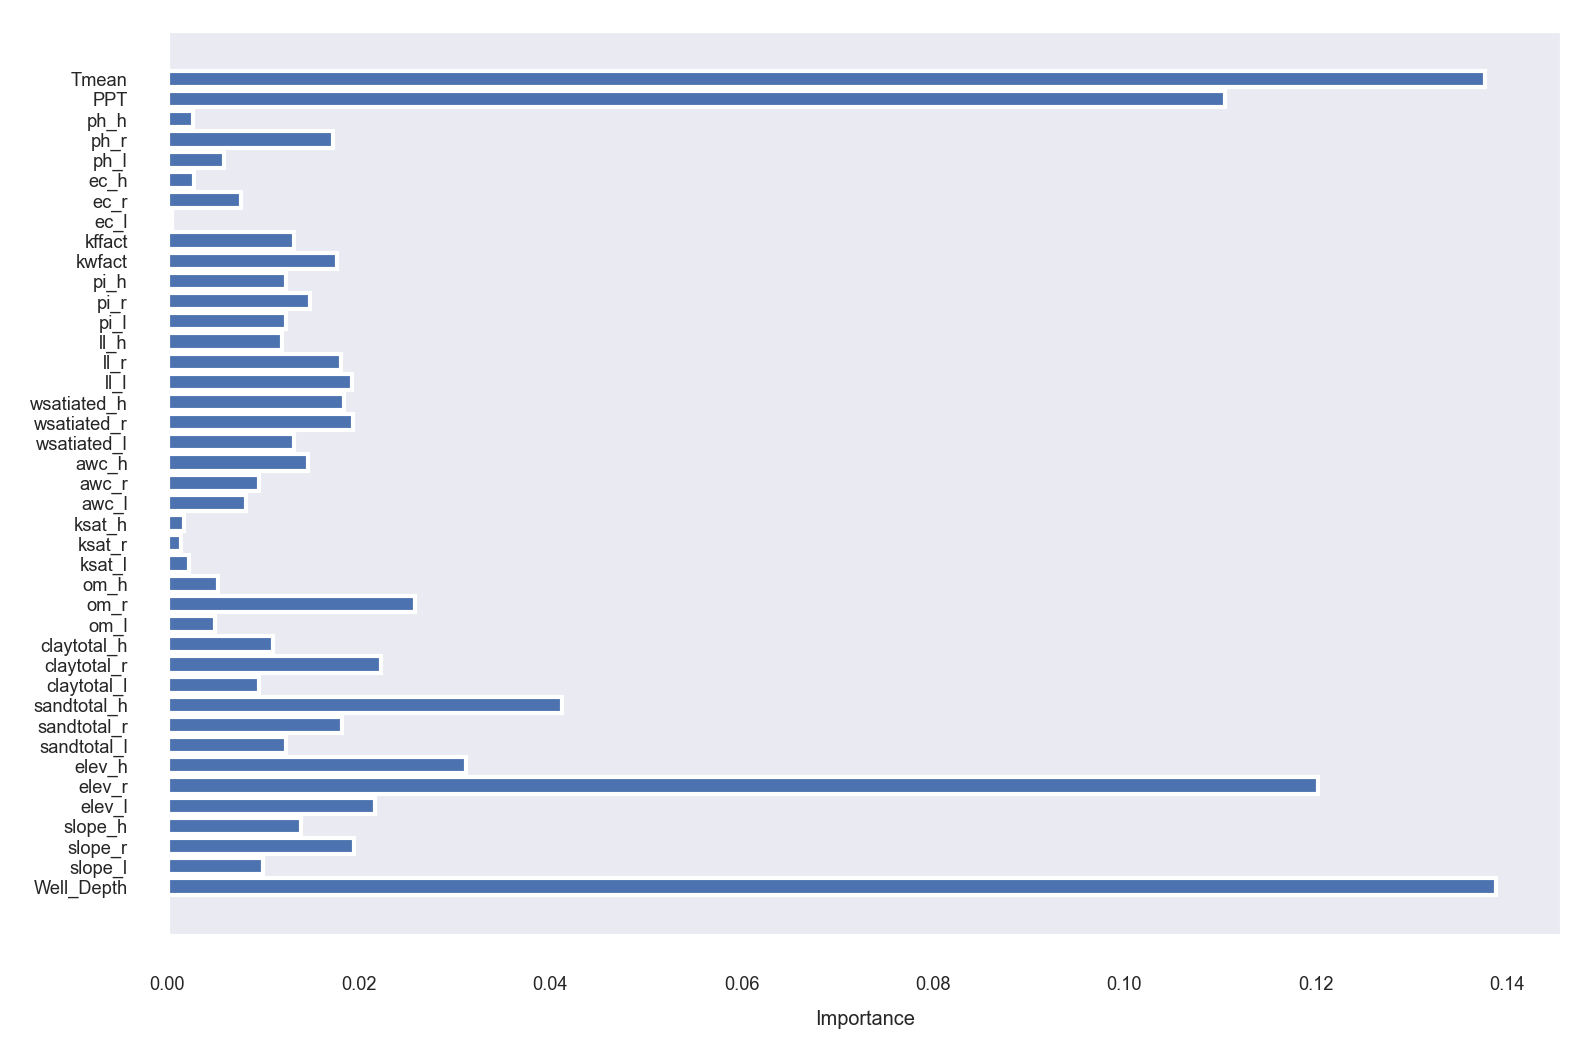 Tmean
PPT
ph_h
ph_r
ph_l
ec_h
ec_r
ec_l
kffact
kwfact
pi_h
pi_r
pi_l
ll_h
ll_r
ll_l
wsatiated_h
wsatiated_r
wsatiated_l
awc_h
awc_r
awc_l
ksat_h
ksat_r
ksat_l
om_h
om_r
om_l
claytotal_h
claytotal_r
claytotal_l
sandtotal_h
sandtotal_r
sandtotal_l
elev_h
elev_r
elev_l
slope_h
slope_r
slope_l
Well_Depth
0.00 0.02 0.04 0.06 0.08 0.10 0.12 0.14
Importance